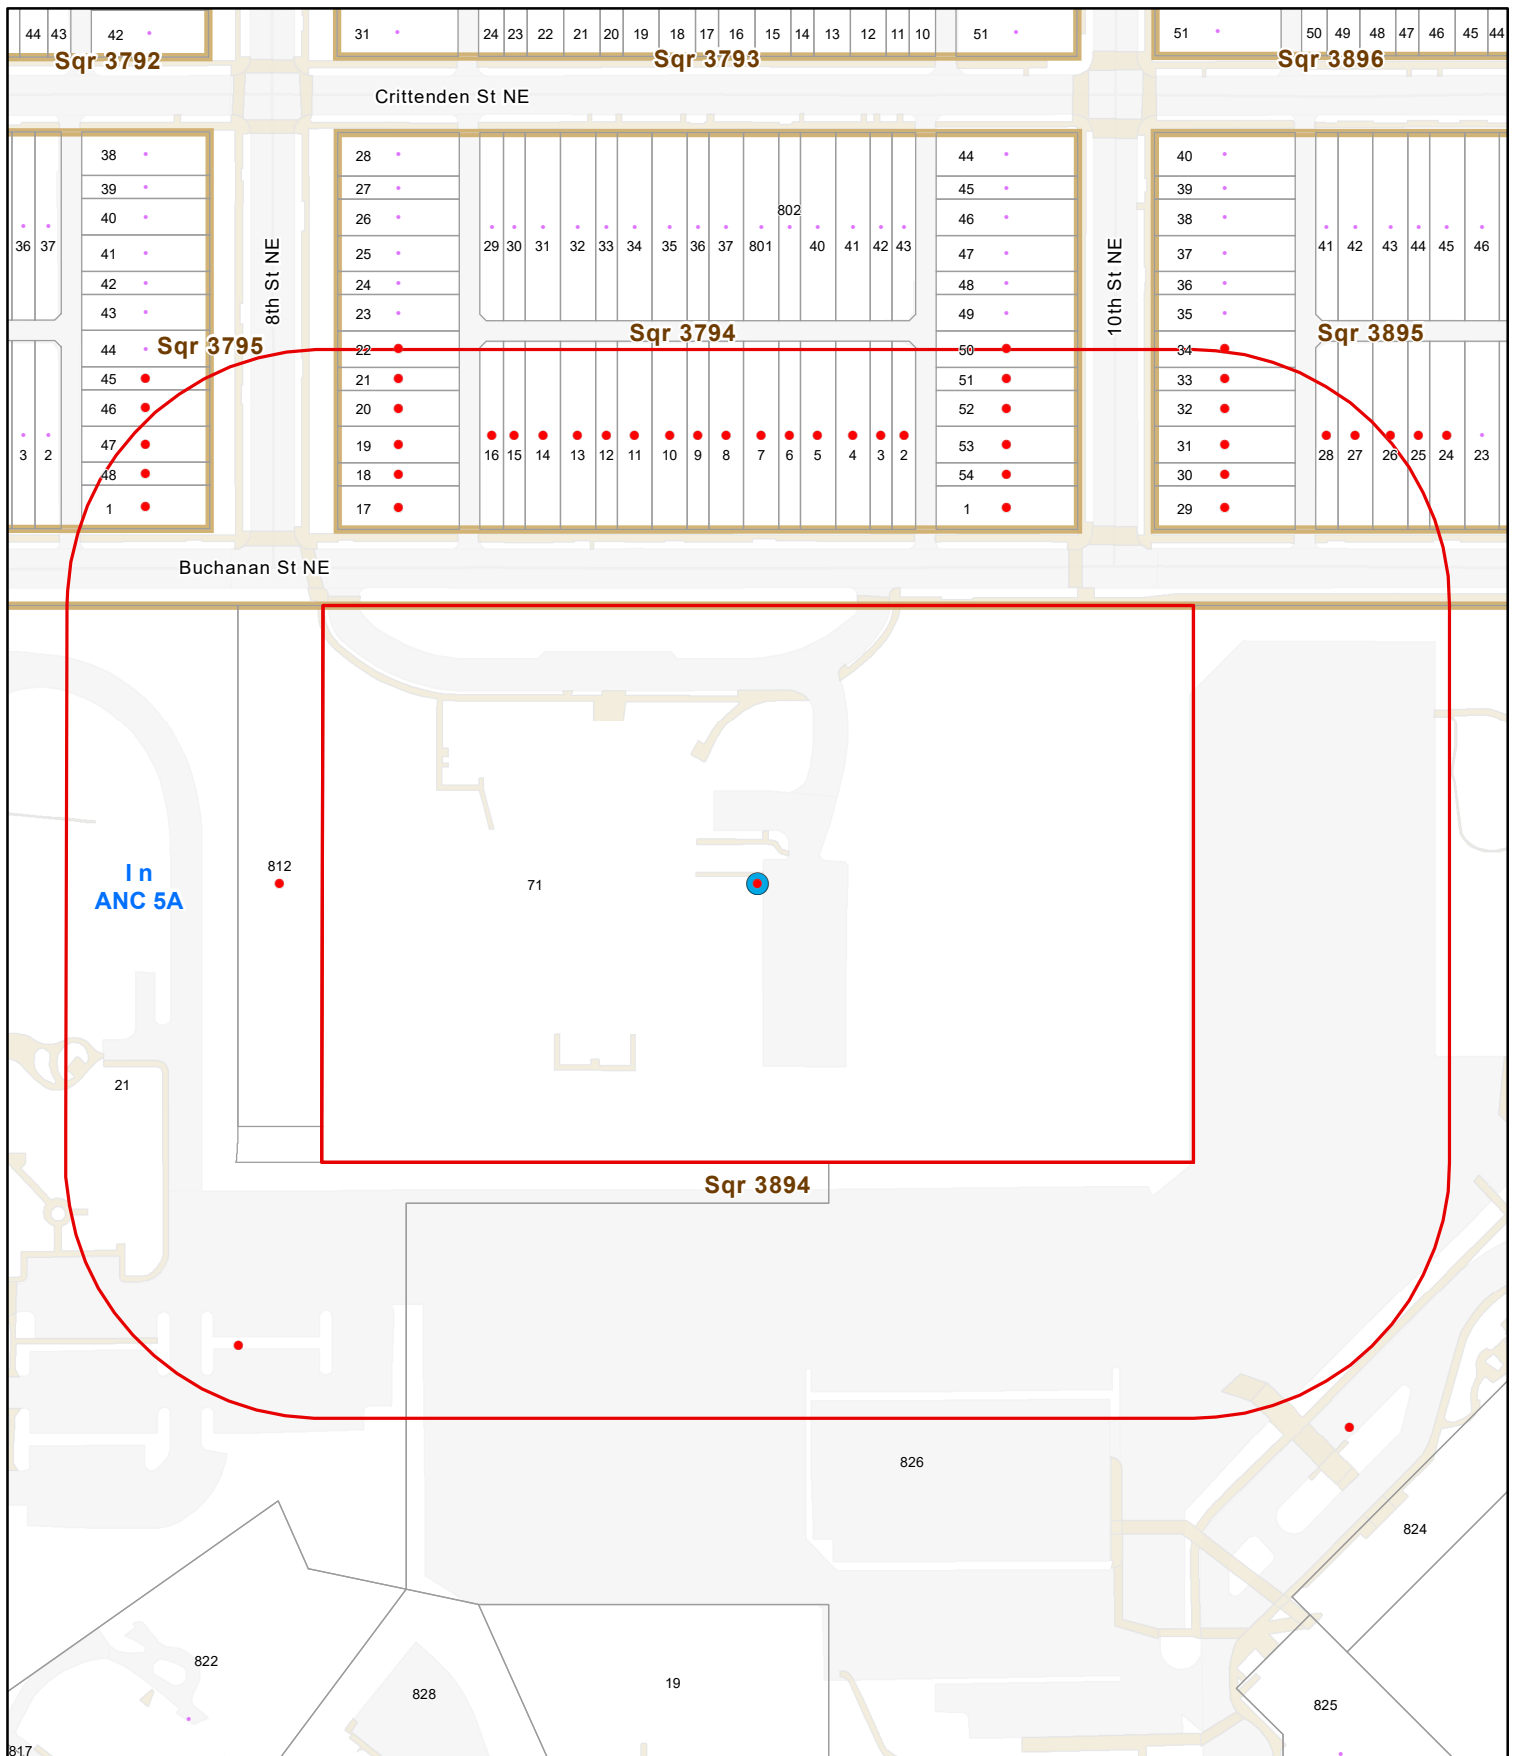 44 43 42 31 24 23 22 21 20 19 18 17 16 15 14 13 12 11 10 51 51 50 49 48 47 46 45 44
Sqr 3792 Sqr 3793 Sqr 3896
Crittenden St NE
38 28 44 40
39 27 45 39
802
40 26 46 38
36 37 29 30 31 32 33 34 35 36 37 801 40 41 42 43 41 42 43 44 45 46
41 25 47 37
8th St NE
10th St NE
42 24 48 36
43 23 49 35
Sqr 3795 Sqr 3794 Sqr 3895
44 22 50 34
45 21 51 33
46 20 52 32
47 19 53 31
3 2 16 15 14 13 12 11 10 9 8 7 6 5 4 3 2 28 27 26 25 24 23
48 18 54 30
1 17 1 29
Buchanan St NE
812
In
ANC 5A
71
21
Sqr 3894
826
824
822
19
828
825
817